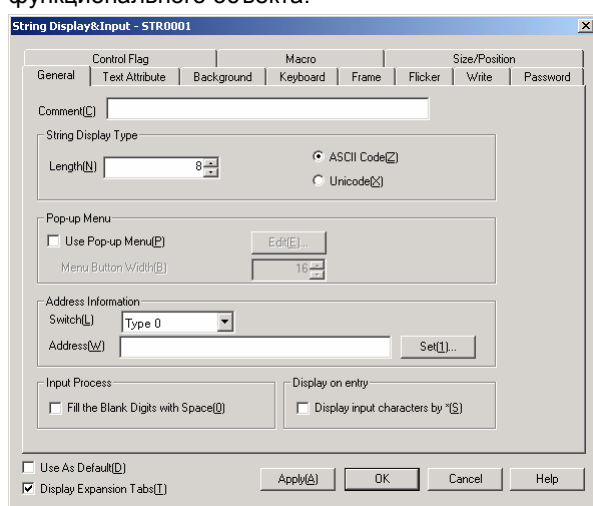 функционального объекта.
String Display&Input - STR0001
Control Flag Macro Size/Position
General Text Attribute Background Keyboard Frame Flicker Write Password
Comment(C)
String Display Type
Length(N) 8 ASCII Code(Z)
Unicode(X)
Pop-up Menu
Use Pop-up Menu(P) Edit(E)...
Menu Button Width(B) 16
Address Information
Switch(L) Type 0
Address(W) Set(1)...
Input Process Display on entry
Fill the Blank Digits with Space(0) Display input characters by *(S)
Use As Default(D)
Display Expansion Tabs(T) Apply(A) OK Cancel Help